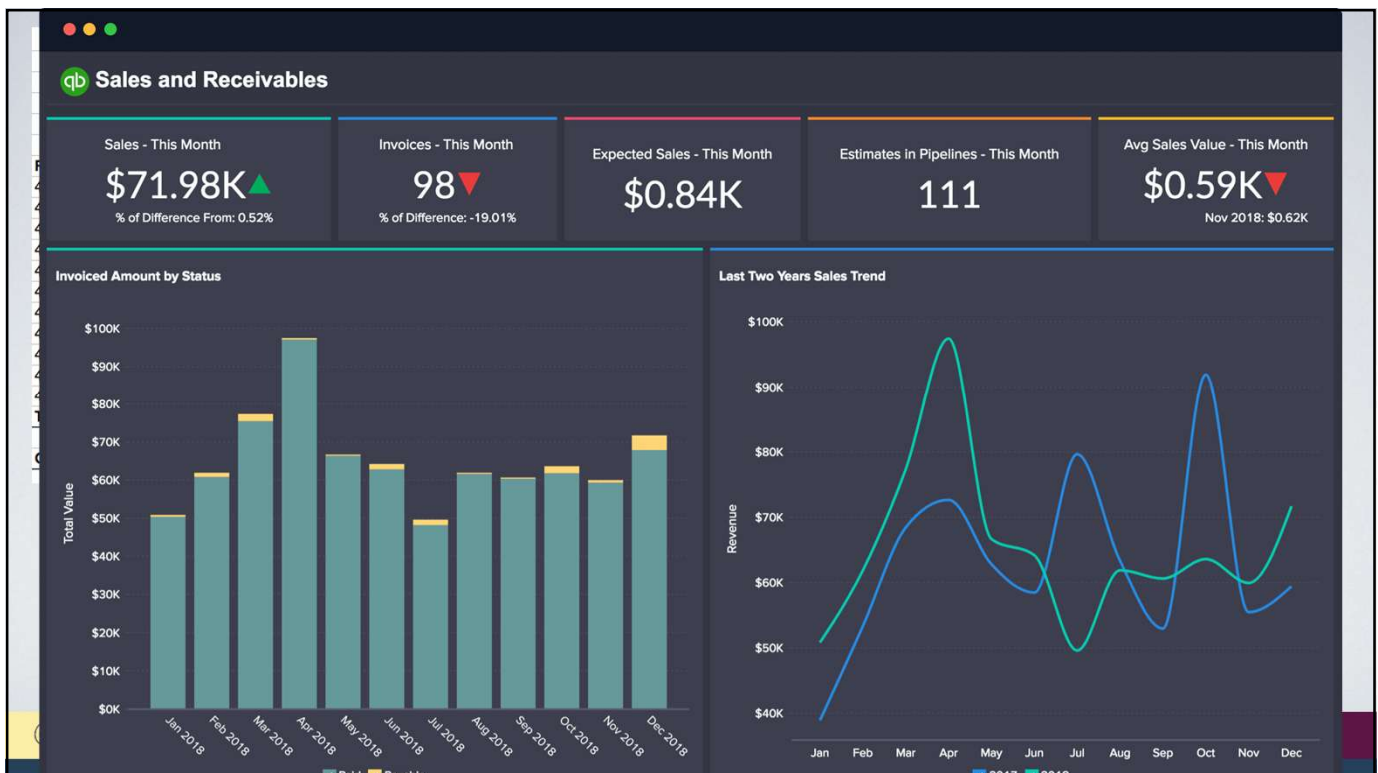 qb Sales and Receivables
Sales - This Month
$71.98K
% of Difference From: 0.52%
Invoices - This Month
98
% of Difference: -19.01%
Expected Sales - This Month
$0.84K
Estimates in Pipelines - This Month
111
Avg Sales Value - This Month
$0.59K
Nov 2018: $0.62K
Invoiced Amount by Status
$100K
$90K
$80K
$70K
$60K
$50K
$40K
$30K
$20K
$10K
$0K
Total Value
Jan 2018
Feb 2018
Mar 2018
Apr 2018
May 2018
Jun 2018
Jul 2018
Aug 2018
Sep 2018
Oct 2018
Nov 2018
Dec 2018
Last Two Years Sales Trend
$100K
$90K
$80K
$70K
$60K
$50K
$40K
Revenue
Jan Feb Mar Apr May Jun Jul Aug Sep Oct Nov Dec